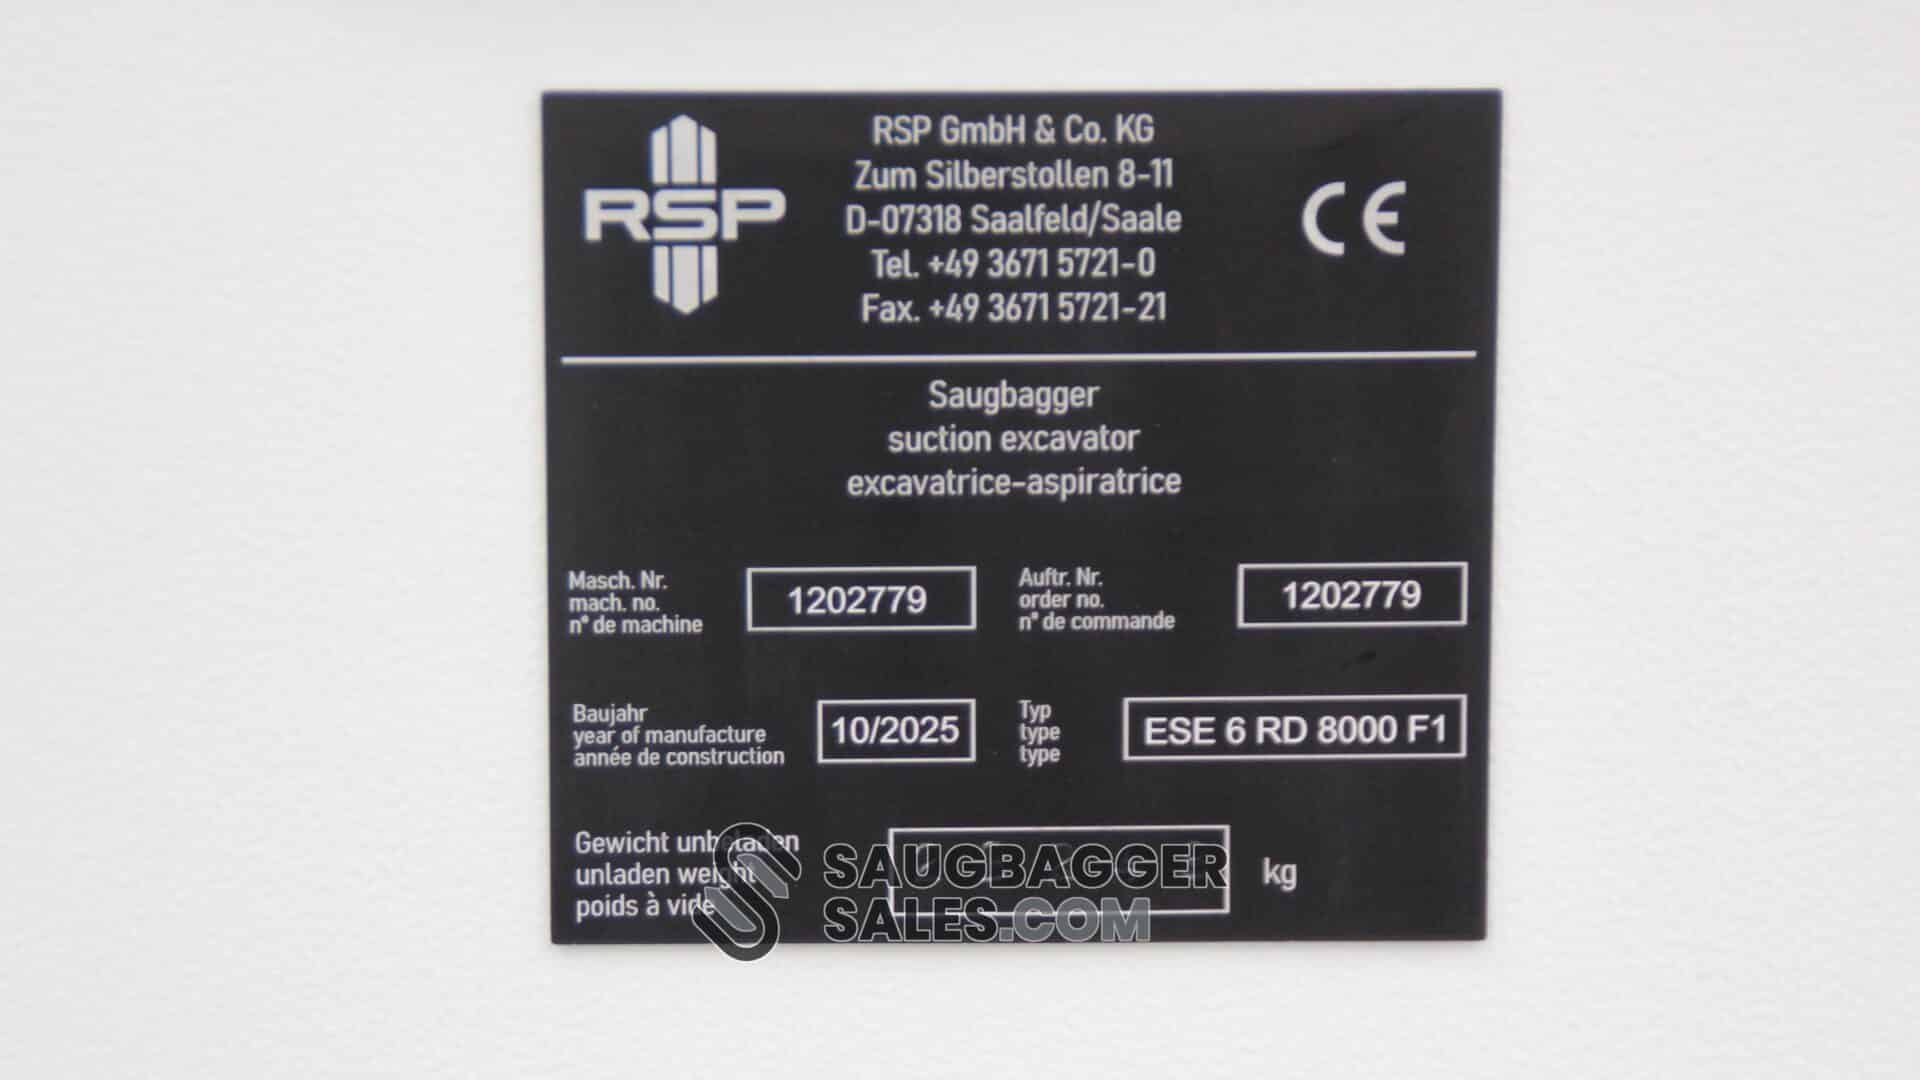 RSP
RSP GmbH & Co. KG
Zum Silberstollen 8-11
D-07318 Saalfeld/Saale
Tel. +49 3671 5721-0
Fax. +49 3671 5721-21
CE
Saugbagger
suction excavator
excavatrice-aspiratrice
Masch. Nr.
mach. no.
n° de machine
1202779
Auftr. Nr.
order no.
n° de commande
1202779
Baujahr
year of manufacture
année de construction
10/2025
Typ
type
type
ESE 6 RD 8000 F1
Gewicht unbeladen
unladen weight
poids à vide
kg
SAUGBAGGER
SALES.COM